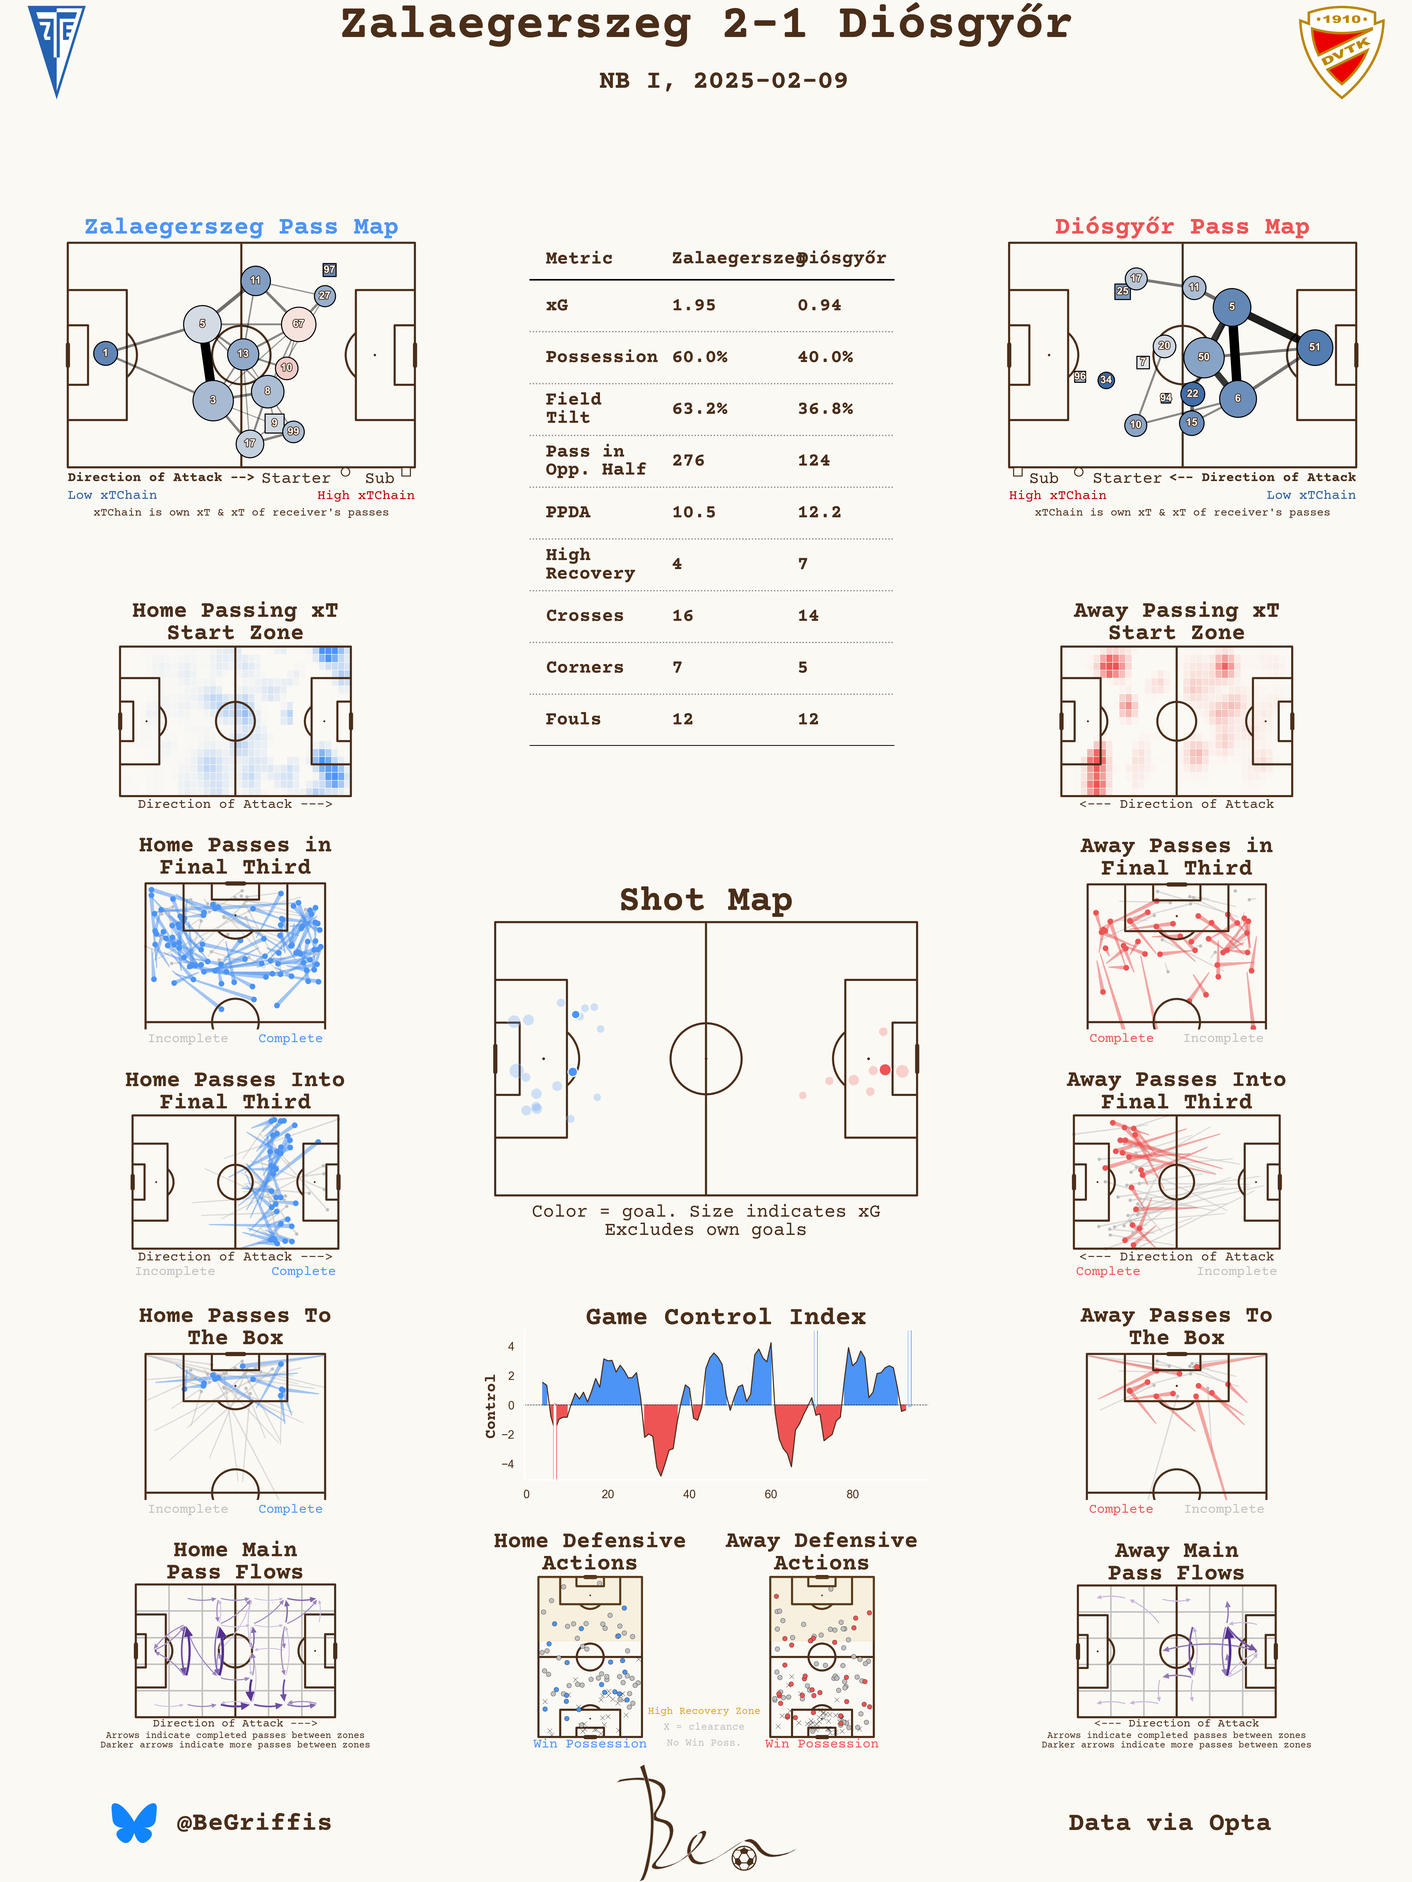 Zalaegerszeg 2-1 Diósgyőr
NB I, 2025-02-09
ZTE
1910
DVTK
Zalaegerszeg Pass Map
97
11
27
5
67
1
13
10
8
3
9
99
17
Direction of Attack --> Starter Sub
Low xTChain High xTChain
xTChain is own xT & xT of receiver's passes
Metric Zalaegerszeg Diósgyőr
xG 1.95 0.94
Possession 60.0% 40.0%
Field
Tilt 63.2% 36.8%
Pass in
Opp. Half 276 124
PPDA 10.5 12.2
High
Recovery 4 7
Crosses 16 14
Corners 7 5
Fouls 12 12
Diósgyőr Pass Map
17
11
25
5
20
51
50
7
96
34
22
94
6
10
15
Sub Starter <-- Direction of Attack
High xTChain Low xTChain
xTChain is own xT & xT of receiver's passes
Home Passing xT
Start Zone
Direction of Attack --->
Away Passing xT
Start Zone
<--- Direction of Attack
Home Passes in
Final Third
Incomplete Complete
Away Passes in
Final Third
Complete Incomplete
Shot Map
Color = goal. Size indicates xG
Excludes own goals
Home Passes Into
Final Third
Direction of Attack --->
Incomplete Complete
Away Passes Into
Final Third
<--- Direction of Attack
Complete Incomplete
Home Passes To
The Box
Incomplete Complete
Game Control Index
Control
4
2
0
−2
−4
0 20 40 60 80
Away Passes To
The Box
Complete Incomplete
Home Main
Pass Flows
Direction of Attack --->
Arrows indicate completed passes between zones
Darker arrows indicate more passes between zones
Home Defensive
Actions
Win Possession
Away Defensive
Actions
Win Possession
High Recovery Zone
X = clearance
No Win Poss.
Away Main
Pass Flows
<--- Direction of Attack
Arrows indicate completed passes between zones
Darker arrows indicate more passes between zones
@BeGriffis
Ben
Data via Opta